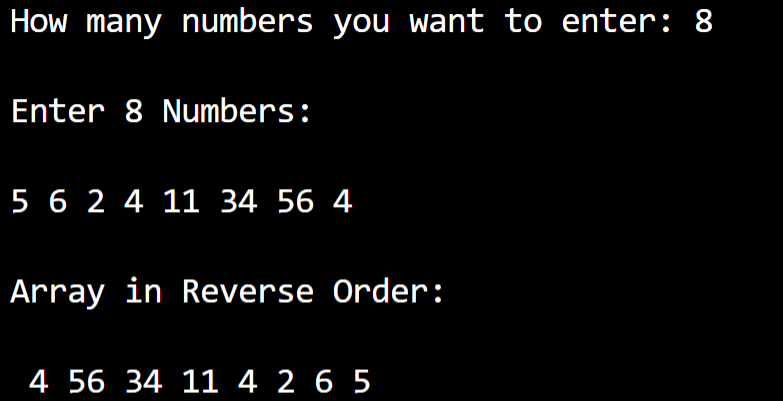 How many numbers you want to enter: 8
Enter 8 Numbers:
5 6 2 4 11 34 56 4
Array in Reverse Order:
4 56 34 11 4 2 6 5